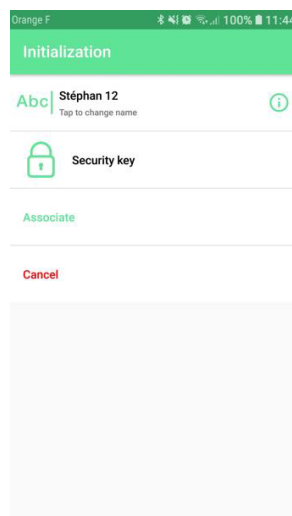 Orange F 100% 11:44
Initialization
Abc Stéphan 12
Tap to change name
Security key
Associate
Cancel